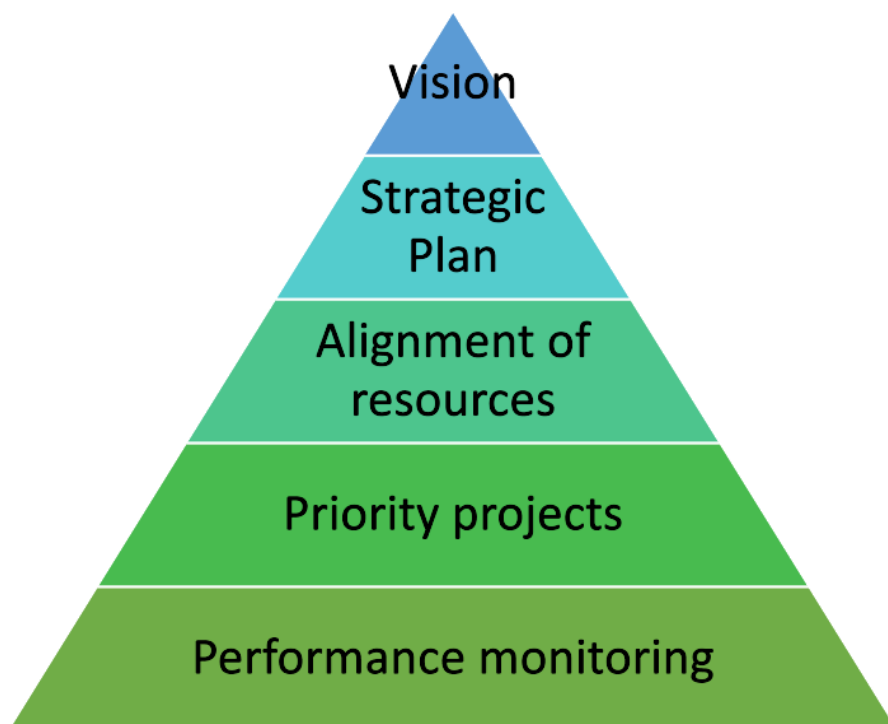 Vision
Strategic
Plan
Alignment of
resources
Priority projects
Performance monitoring